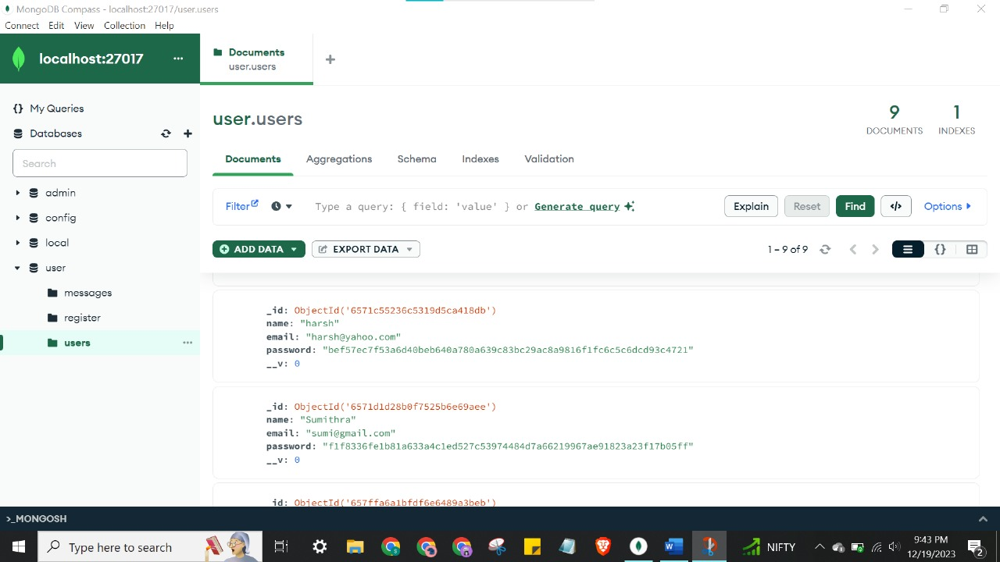 MongoDB Compass - localhost:27017/user.users
Connect Edit View Collection Help
localhost:27017
Documents
user.users
{} My Queries
Databases
Search
admin
config
local
user
messages
register
users
user.users
9
DOCUMENTS
1
INDEXES
Documents Aggregations Schema Indexes Validation
Filter Type a query: { field: 'value' } or Generate query Explain Reset Find </> Options
ADD DATA EXPORT DATA 1 – 9 of 9 {}
_id: ObjectId('6571c55236c5319d5ca418db')
name: "harsh"
email: "harsh@yahoo.com"
password: "bef57ec7f53a6d40beb640a780a639c83bc29ac8a9816f1fc6c5c6dcd93c4721"
__v: 0
_id: ObjectId('6571d1d28b0f7525b6e69aee')
name: "Sumithra"
email: "sumi@gmail.com"
password: "f1f8336fe1b81a633a4c1ed527c53974484d7a66219967ae91823a23f17b05ff"
__v: 0
_id: ObjectId('657ffa6a1bfdf6e6489a3beb')
>_MONGOSH
Type here to search
NIFTY
9:43 PM
12/19/2023
2